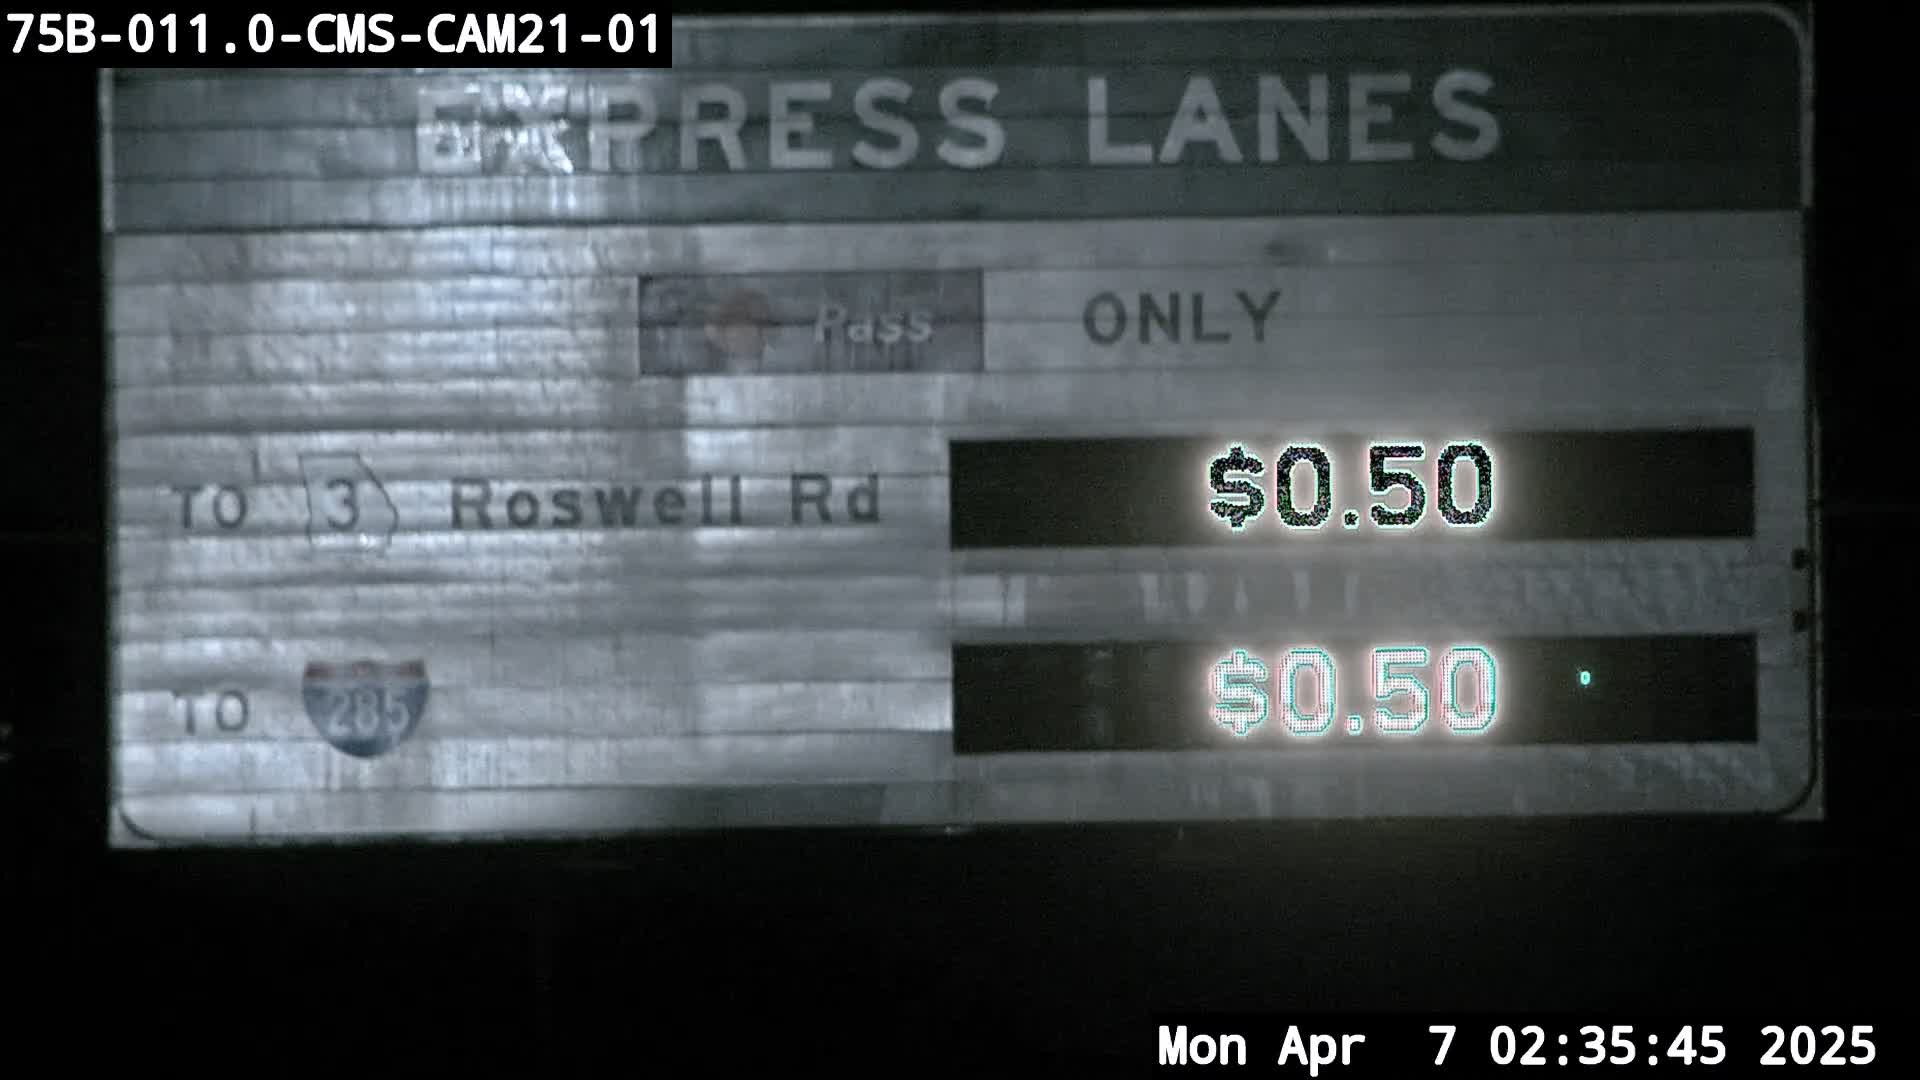 75B-011.0-CMS-CAM21-01
EXPRESS LANES
Pass ONLY
TO 3 Roswell Rd $0.50
TO 285 $0.50
Mon Apr 7 02:35:45 2025